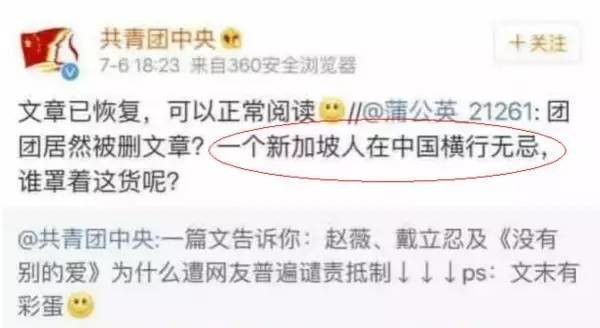 共青团中央
7-6 18:23 来自360安全浏览器
+关注
文章已恢复，可以正常阅读//@蒲公英_21261: 团
团居然被删文章？一个新加坡人在中国横行无忌，
谁罩着这货呢？
@共青团中央:一篇文告诉你：赵薇、戴立忍及《没有
别的爱》为什么遭网友普遍谴责抵制↓↓↓ps：文末有
彩蛋